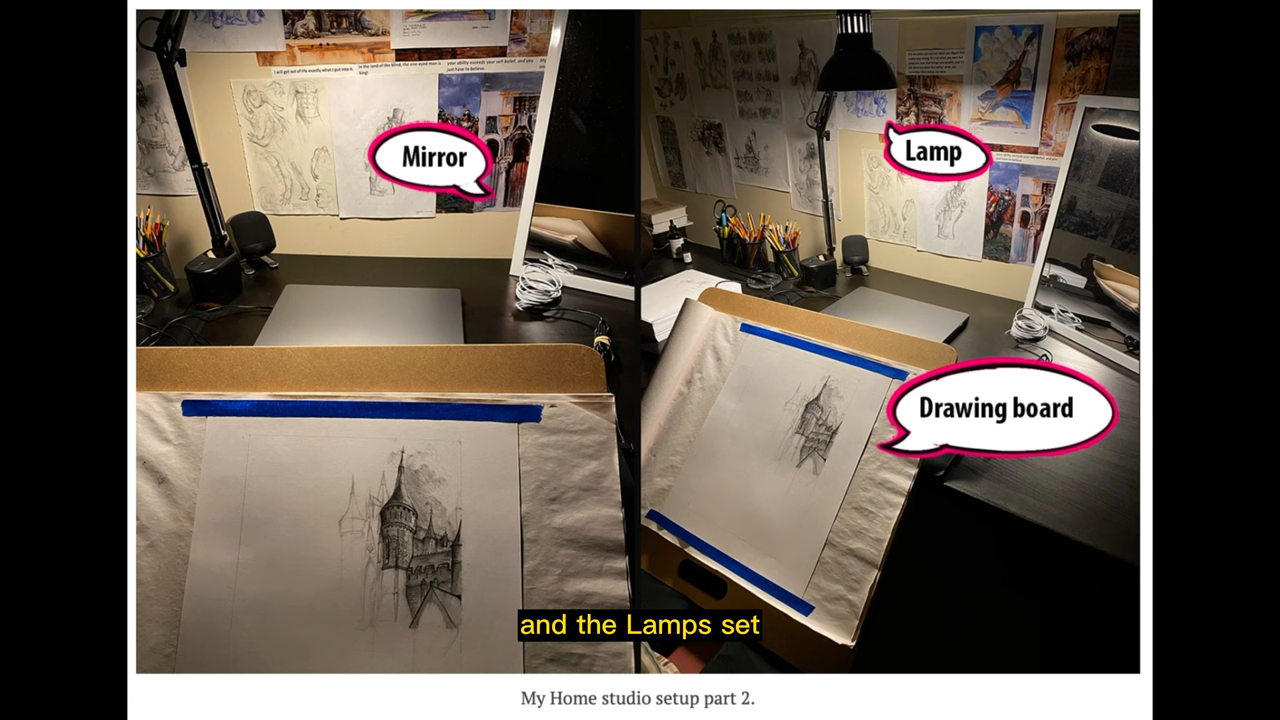 I will get out of life exactly what I put into it.
In the land of the blind, the one-eyed man is
king!
your ability exceeds your self-belief, and you
just have to believe.
Mirror
Lamp
Drawing board
and the Lamps set
My Home studio setup part 2.